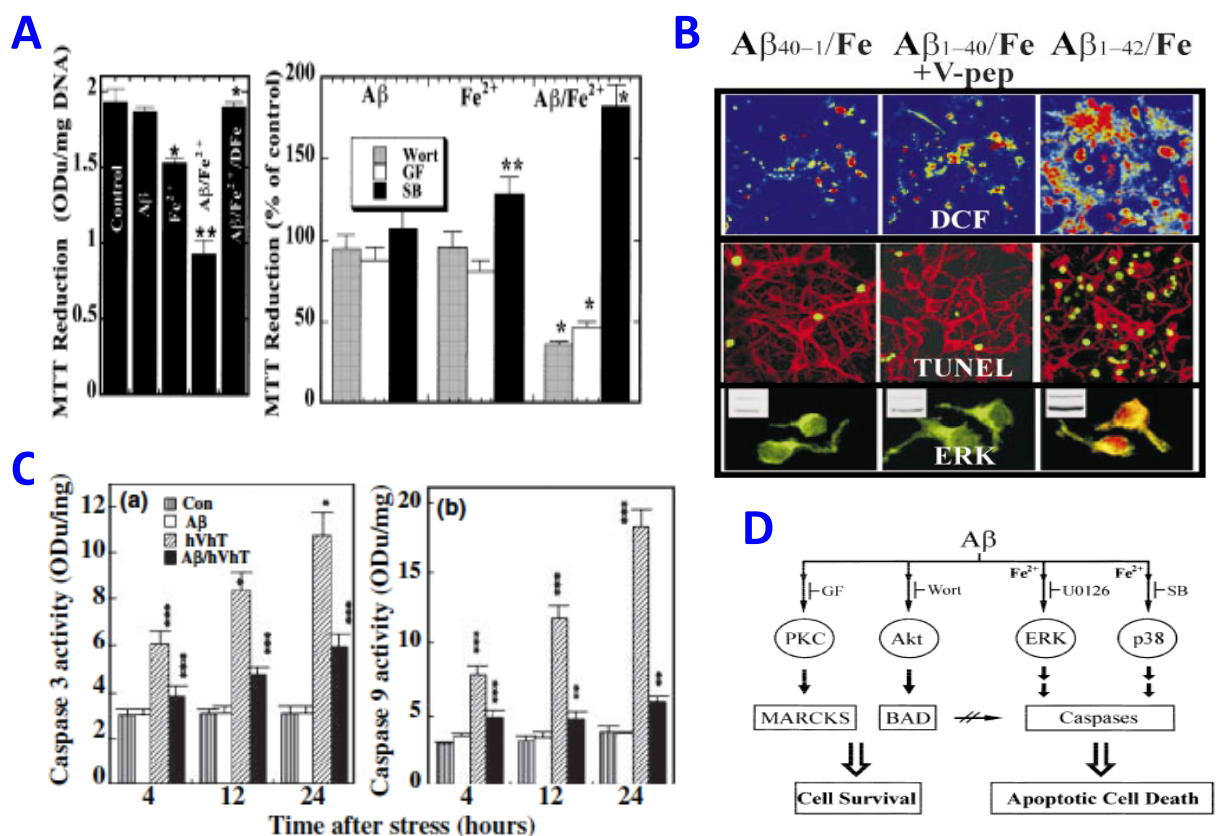 A
MTT Reduction (ODu/mg DNA)
2
1.5
1
0.5
0
Control
Aβ
Fe²⁺
Aβ/Fe²⁺
Aβ/Fe²⁺/DFe
*
**
*
MTT Reduction (% of control)
200
150
100
50
0
Aβ
Fe²⁺
Aβ/Fe²⁺
Wort
GF
SB
**
*
*
*
B
Aβ40–1/Fe
Aβ1–40/Fe
+V-pep
Aβ1–42/Fe
DCF
TUNEL
ERK
C
(a)
Caspase 3 activity (ODu/ing)
12
10
8
6
4
2
0
Con
Aβ
hVhT
Aβ/hVhT
***
***
*
***
*
***
4
12
24
(b)
Caspase 9 activity (ODu/mg)
20
15
10
5
0
***
***
***
**
***
**
4
12
24
Time after stress (hours)
D
Aβ
Fe²⁺
Fe²⁺
GF
Wort
U0126
SB
PKC
Akt
ERK
p38
MARCKS
BAD
Caspases
Cell Survival
Apoptotic Cell Death